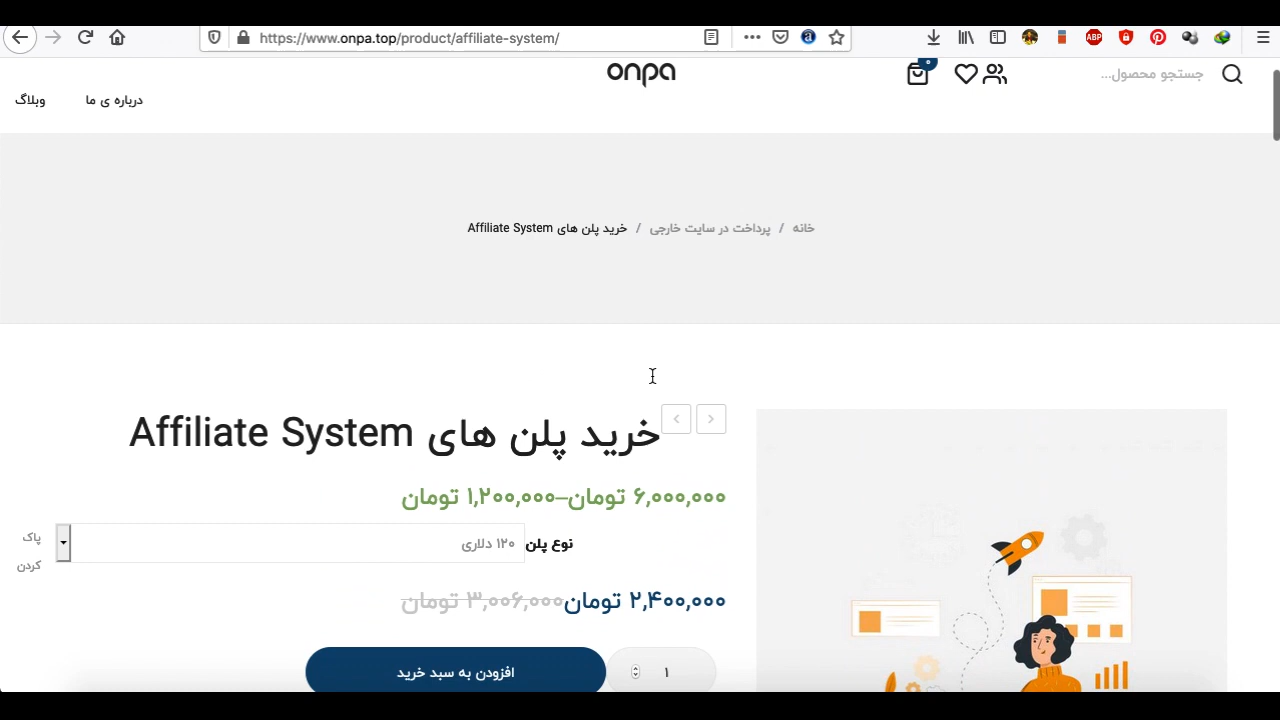 https://www.onpa.top/product/affiliate-system/
ABP
onpa
۰
جستجو محصول...
درباره ی ما
وبلاگ
خانه / پرداخت در سایت خارجی / خرید پلن های Affiliate System
خرید پلن های Affiliate System
۶,۰۰۰,۰۰۰ تومان–۱,۲۰۰,۰۰۰ تومان
نوع پلن
۱۲۰ دلاری
پاک
کردن
۲,۴۰۰,۰۰۰ تومان ۳,۰۰۶,۰۰۰ تومان
۱
افزودن به سبد خرید